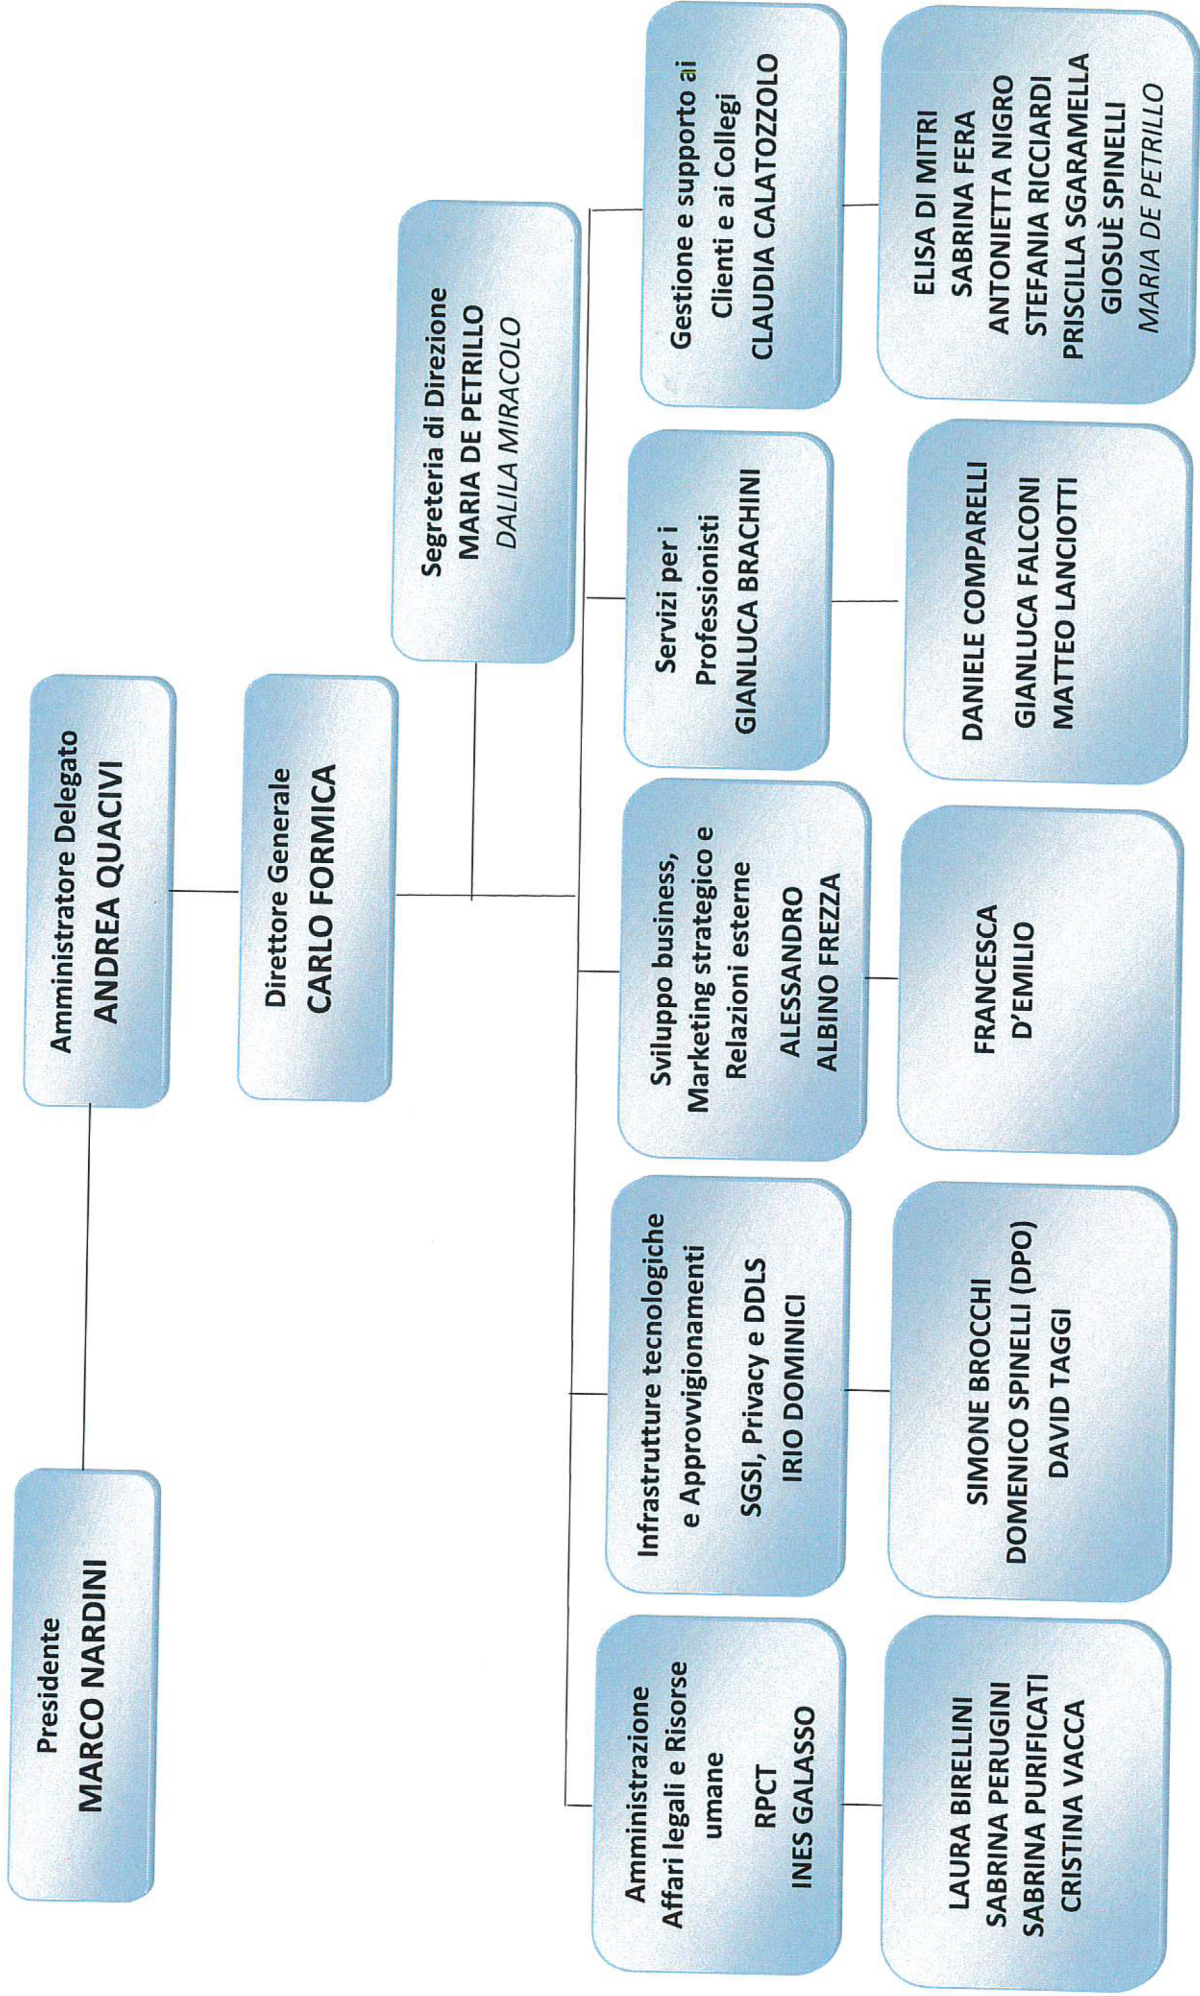 Presidente
MARCO NARDINI
Amministratore Delegato
ANDREA QUACIVI
Direttore Generale
CARLO FORMICA
Segreteria di Direzione
MARIA DE PETRILLO
DALILA MIRACOLO
Amministrazione
Affari legali e Risorse
umane
RPCT
INES GALASSO
Infrastrutture tecnologiche
e Approvvigionamenti
SGSI, Privacy e DDLS
IRIO DOMINICI
Sviluppo business,
Marketing strategico e
Relazioni esterne
ALESSANDRO
ALBINO FREZZA
Servizi per i
Professionisti
GIANLUCA BRACHINI
Gestione e supporto ai
Clienti e ai Collegi
CLAUDIA CALATOZZOLO
LAURA BIRELLINI
SABRINA PERUGINI
SABRINA PURIFICATI
CRISTINA VACCA
SIMONE BROCCHI
DOMENICO SPINELLI (DPO)
DAVID TAGGI
FRANCESCA
D'EMILIO
DANIELE COMPARELLI
GIANLUCA FALCONI
MATTEO LANCIOTTI
ELISA DI MITRI
SABRINA FERA
ANTONIETTA NIGRO
STEFANIA RICCIARDI
PRISCILLA SGARAMELLA
GIOSUÈ SPINELLI
MARIA DE PETRILLO